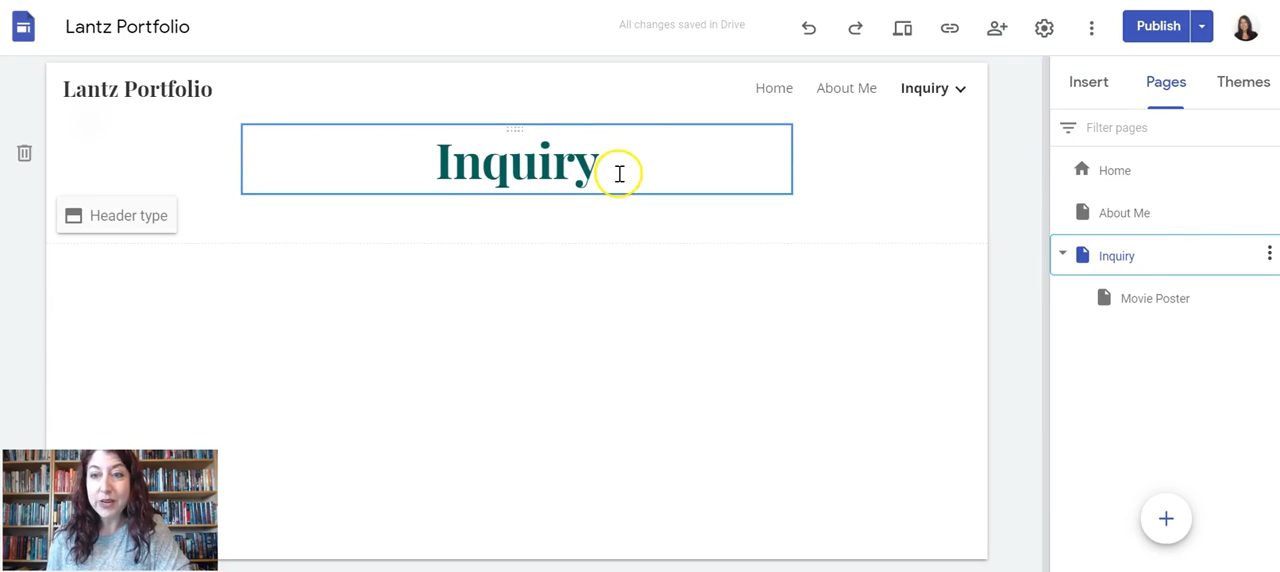 Lantz Portfolio
All changes saved in Drive
Publish
Lantz Portfolio
Home
About Me
Inquiry
Inquiry
Header type
Insert
Pages
Themes
Filter pages
Home
About Me
Inquiry
Movie Poster